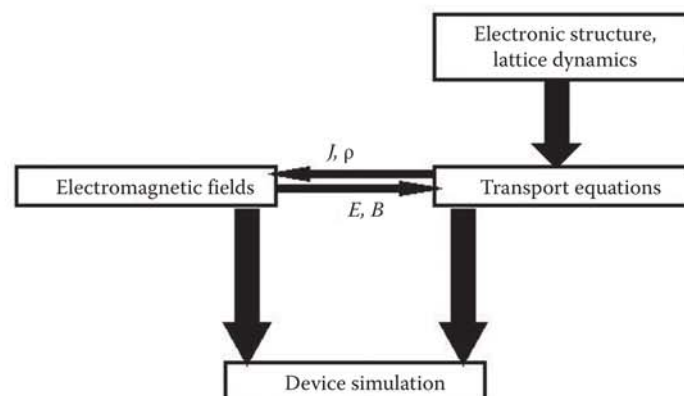 Electronic structure,
lattice dynamics
J, ρ
Electromagnetic fields
Transport equations
E, B
Device simulation